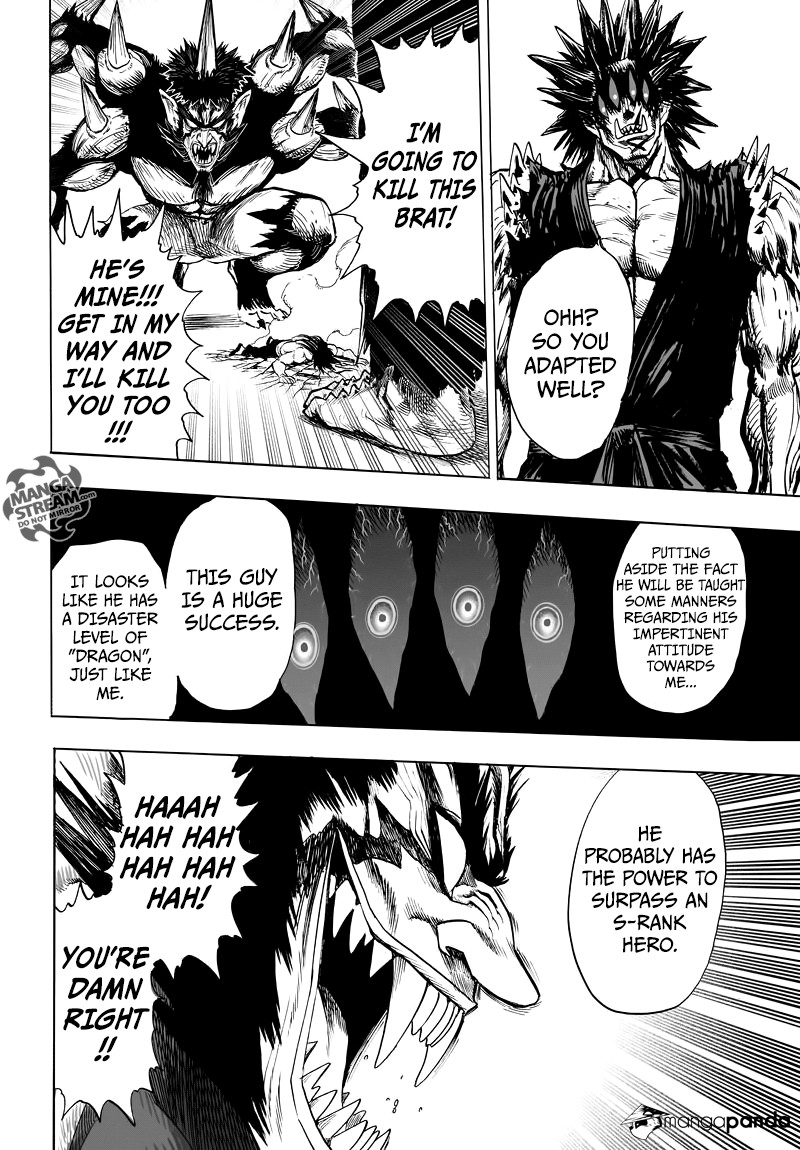 OHH?
SO YOU
ADAPTED
WELL?
I'M
GOING TO
KILL THIS
BRAT!
HE'S
MINE!!!
GET IN MY
WAY AND
I'LL KILL
YOU TOO
!!!
MANGA
STREAM.com
DO NOT MIRROR
PUTTING
ASIDE THE FACT
HE WILL BE TAUGHT
SOME MANNERS
REGARDING HIS
IMPERTINENT
ATTITUDE
TOWARDS
ME...
THIS GUY
IS A HUGE
SUCCESS.
IT LOOKS
LIKE HE HAS
A DISASTER
LEVEL OF
"DRAGON",
JUST LIKE
ME.
HE
PROBABLY HAS
THE POWER TO
SURPASS AN
S-RANK
HERO.
HAAAH
HAH HAH
HAH HAH
HAH!
YOU'RE
DAMN
RIGHT
!!
mangapanda